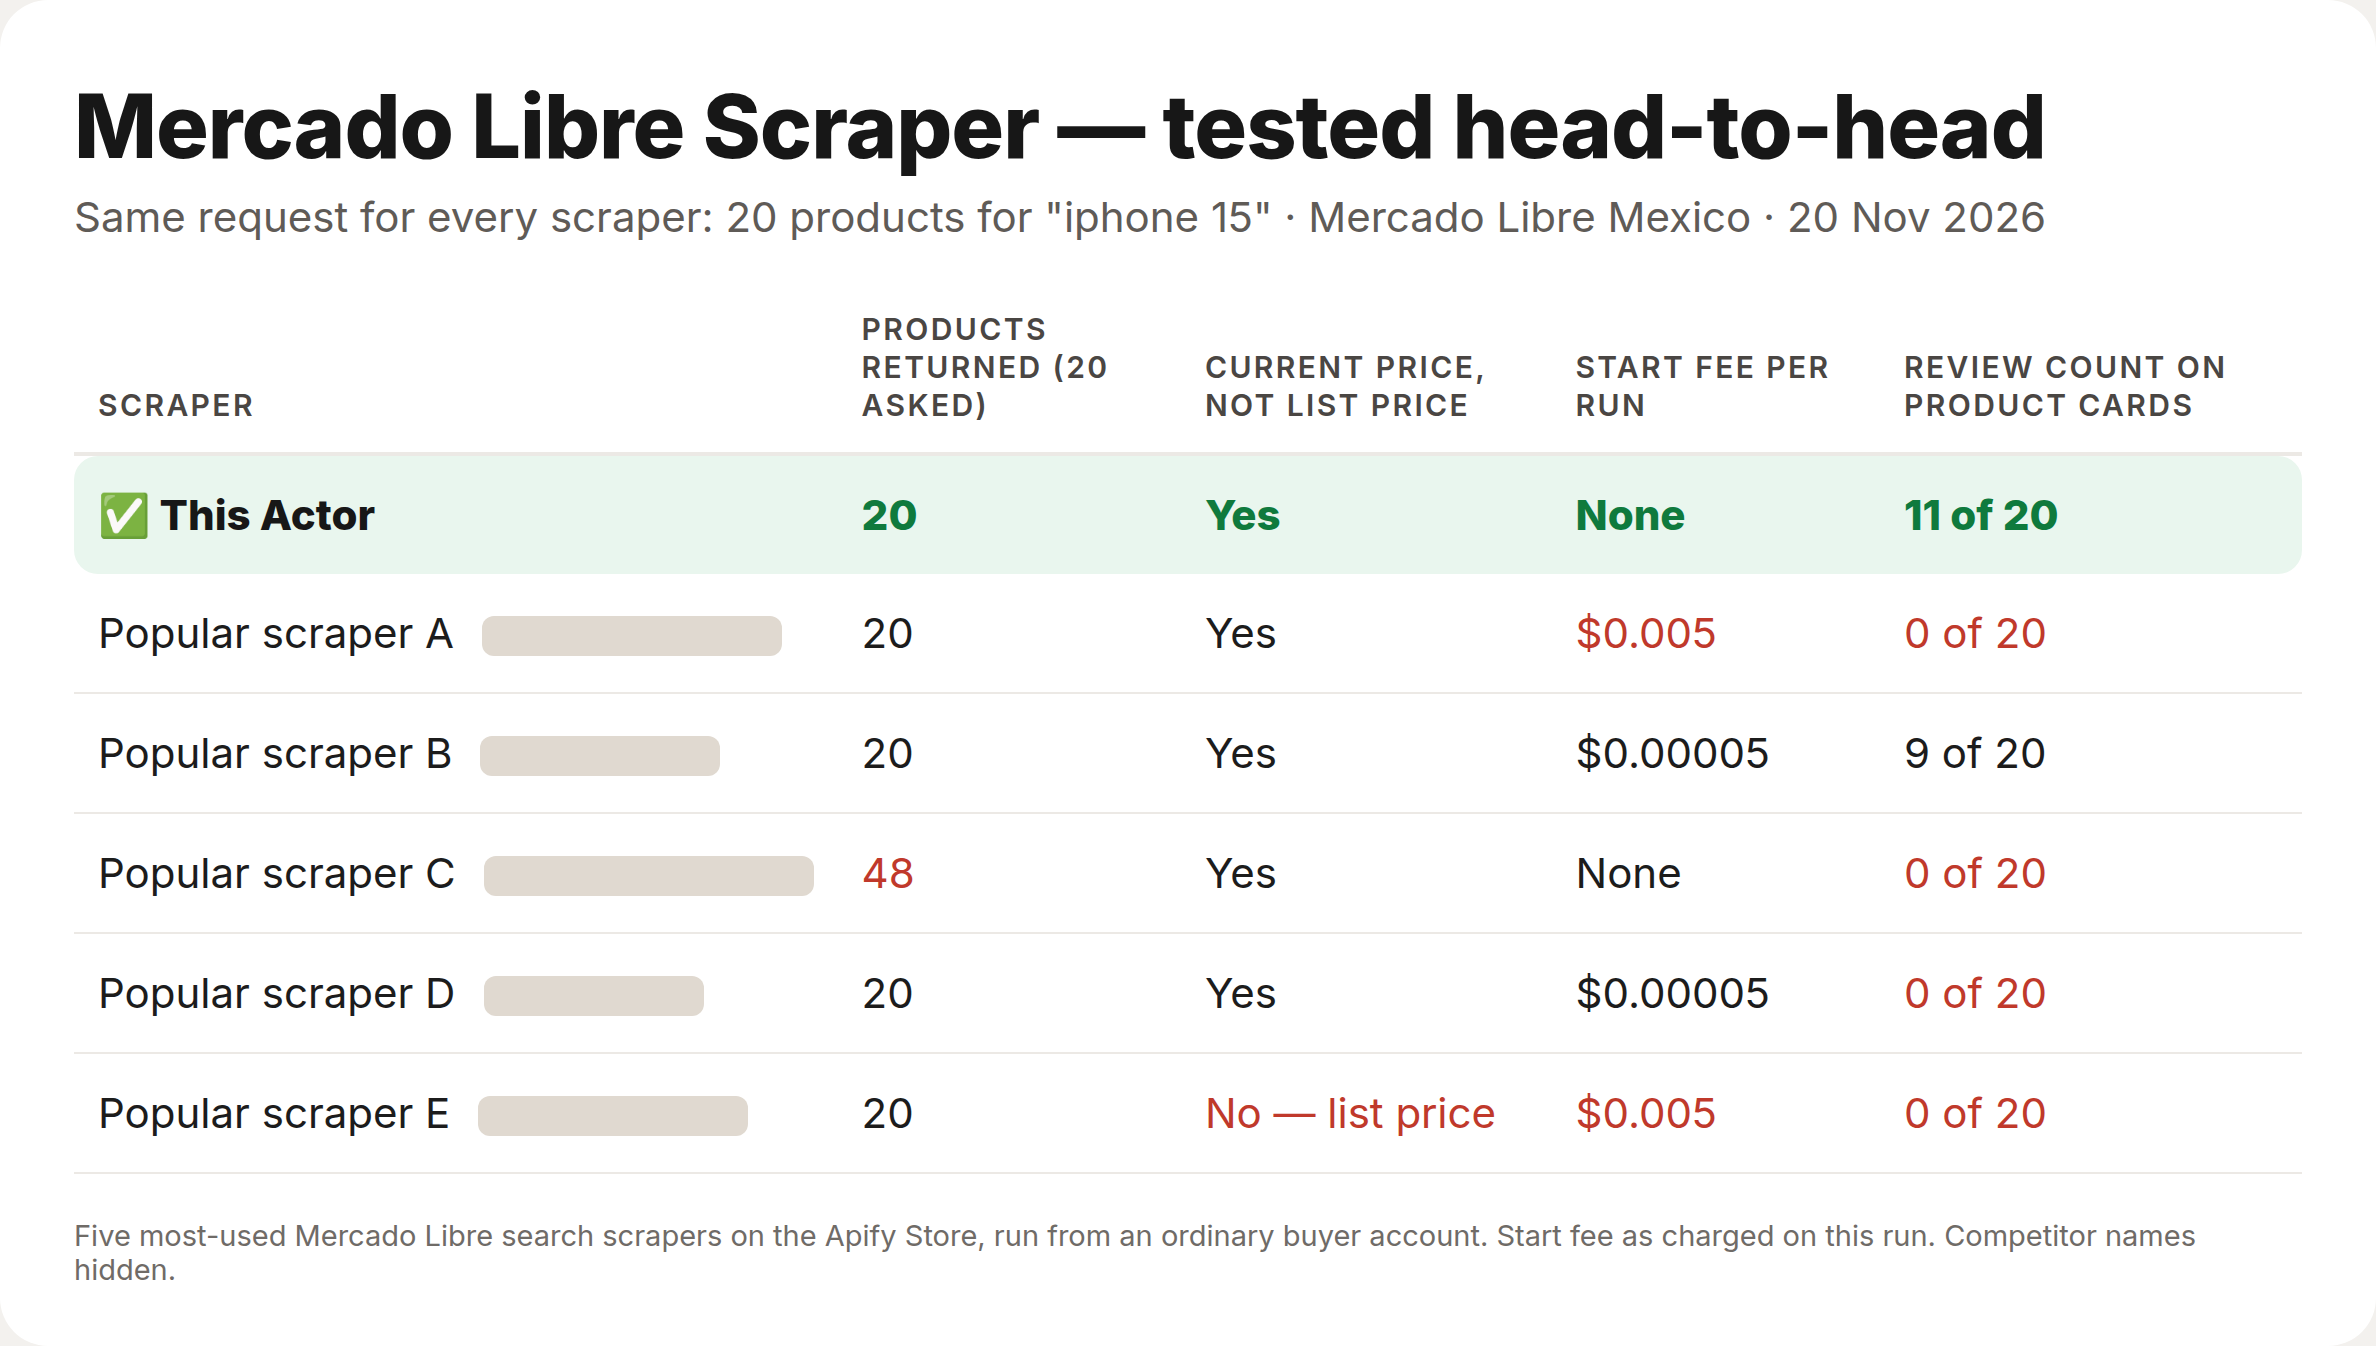 Mercado Libre Scraper — tested head-to-head
Same request for every scraper: 20 products for "iphone 15" · Mercado Libre Mexico · 20 Nov 2026
SCRAPER
PRODUCTS
RETURNED (20
ASKED)
CURRENT PRICE,
NOT LIST PRICE
START FEE PER
RUN
REVIEW COUNT ON
PRODUCT CARDS
✅ This Actor 20 Yes None 11 of 20
Popular scraper A 20 Yes $0.005 0 of 20
Popular scraper B 20 Yes $0.00005 9 of 20
Popular scraper C 48 Yes None 0 of 20
Popular scraper D 20 Yes $0.00005 0 of 20
Popular scraper E 20 No — list price $0.005 0 of 20
Five most-used Mercado Libre search scrapers on the Apify Store, run from an ordinary buyer account. Start fee as charged on this run. Competitor names
hidden.